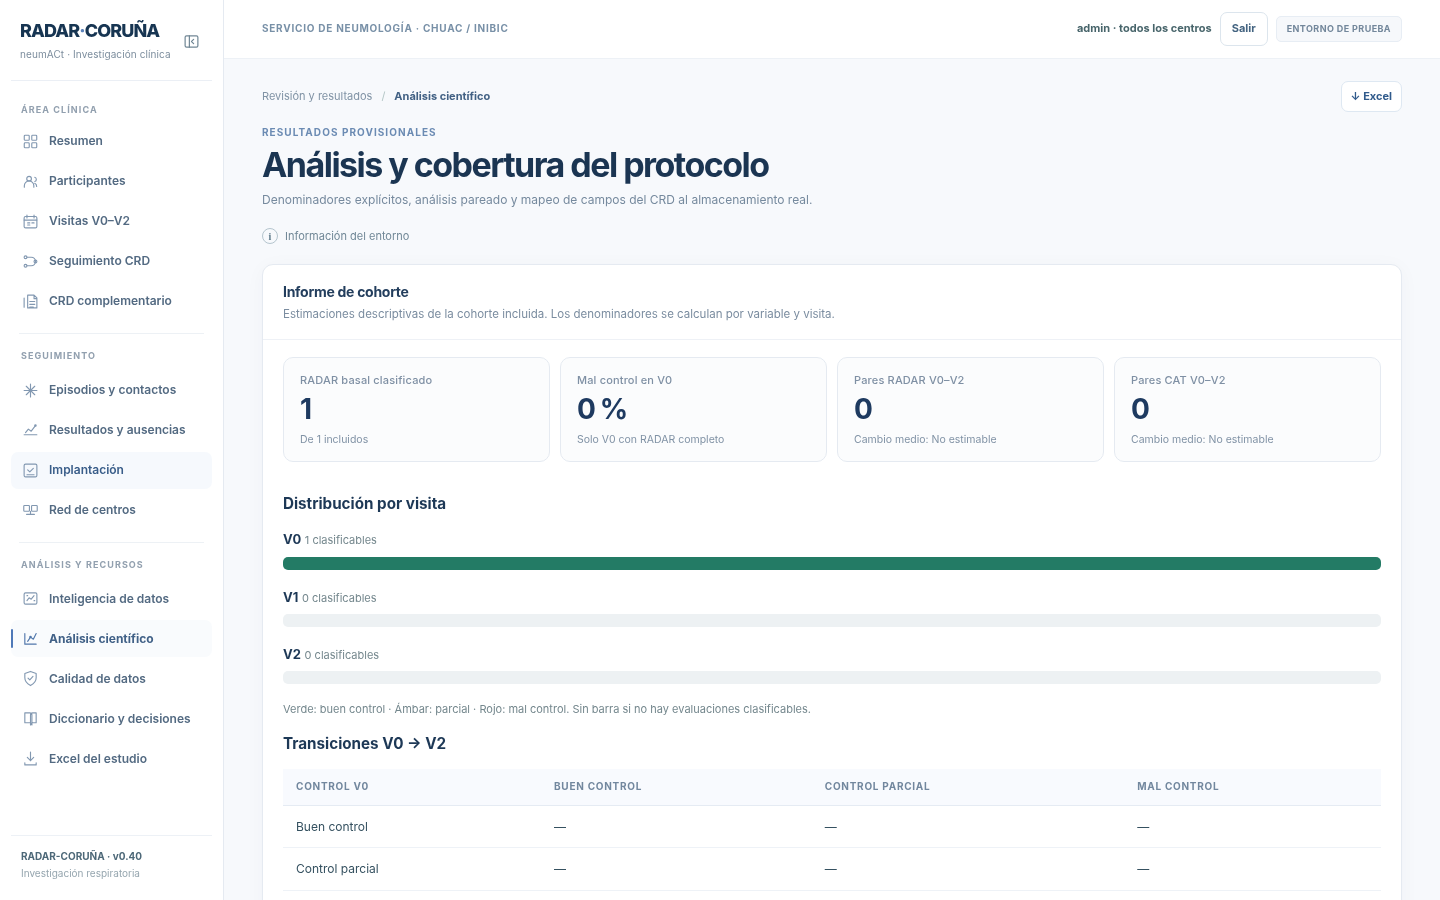 RADAR·CORUÑA
neumACt · Investigación clínica
ÁREA CLÍNICA
Resumen
Participantes
Visitas V0–V2
Seguimiento CRD
CRD complementario
SEGUIMIENTO
Episodios y contactos
Resultados y ausencias
Implantación
Red de centros
ANÁLISIS Y RECURSOS
Inteligencia de datos
Análisis científico
Calidad de datos
Diccionario y decisiones
Excel del estudio
RADAR-CORUÑA · v0.40
Investigación respiratoria
SERVICIO DE NEUMOLOGÍA · CHUAC / INIBIC
admin · todos los centros
Salir
ENTORNO DE PRUEBA
Revisión y resultados / Análisis científico
↓ Excel
RESULTADOS PROVISIONALES
Análisis y cobertura del protocolo
Denominadores explícitos, análisis pareado y mapeo de campos del CRD al almacenamiento real.
i Información del entorno
Informe de cohorte
Estimaciones descriptivas de la cohorte incluida. Los denominadores se calculan por variable y visita.
RADAR basal clasificado
1
De 1 incluidos
Mal control en V0
0 %
Solo V0 con RADAR completo
Pares RADAR V0–V2
0
Cambio medio: No estimable
Pares CAT V0–V2
0
Cambio medio: No estimable
Distribución por visita
V0 1 clasificables
V1 0 clasificables
V2 0 clasificables
Verde: buen control · Ámbar: parcial · Rojo: mal control. Sin barra si no hay evaluaciones clasificables.
Transiciones V0 → V2
CONTROL V0 BUEN CONTROL CONTROL PARCIAL MAL CONTROL
Buen control — — —
Control parcial — — —